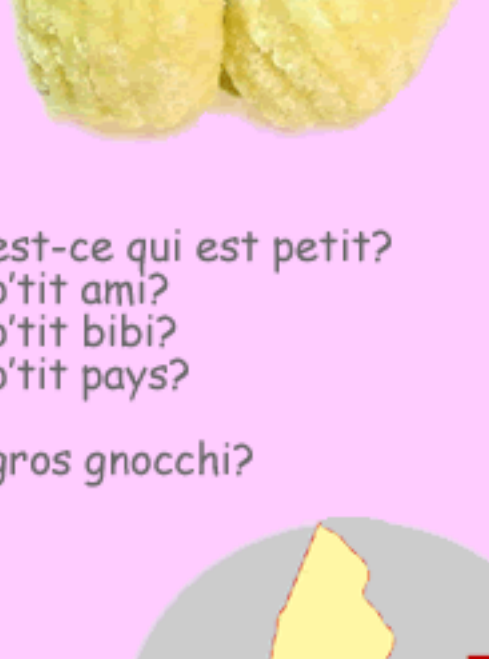 est-ce qui est petit?
p'tit ami?
p'tit bibi?
p'tit pays?
gros gnocchi?